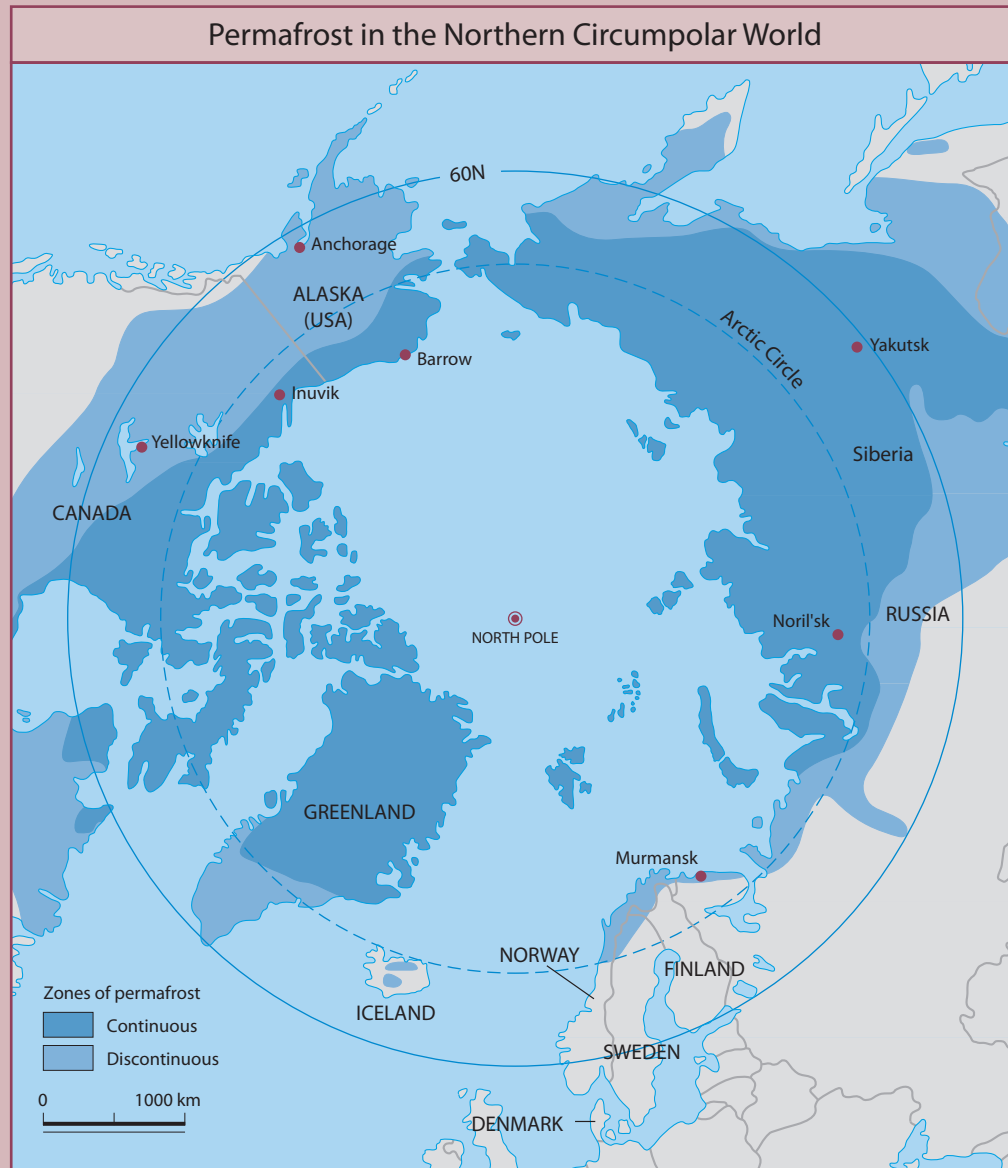 Permafrost in the Northern Circumpolar World
60N
Anchorage
ALASKA
(USA)
Arctic Circle
Barrow
Yakutsk
Inuvik
Yellowknife
Siberia
CANADA
NORTH POLE
Noril'sk
RUSSIA
GREENLAND
Murmansk
NORWAY
FINLAND
ICELAND
SWEDEN
DENMARK
Zones of permafrost
Continuous
Discontinuous
0 1000 km